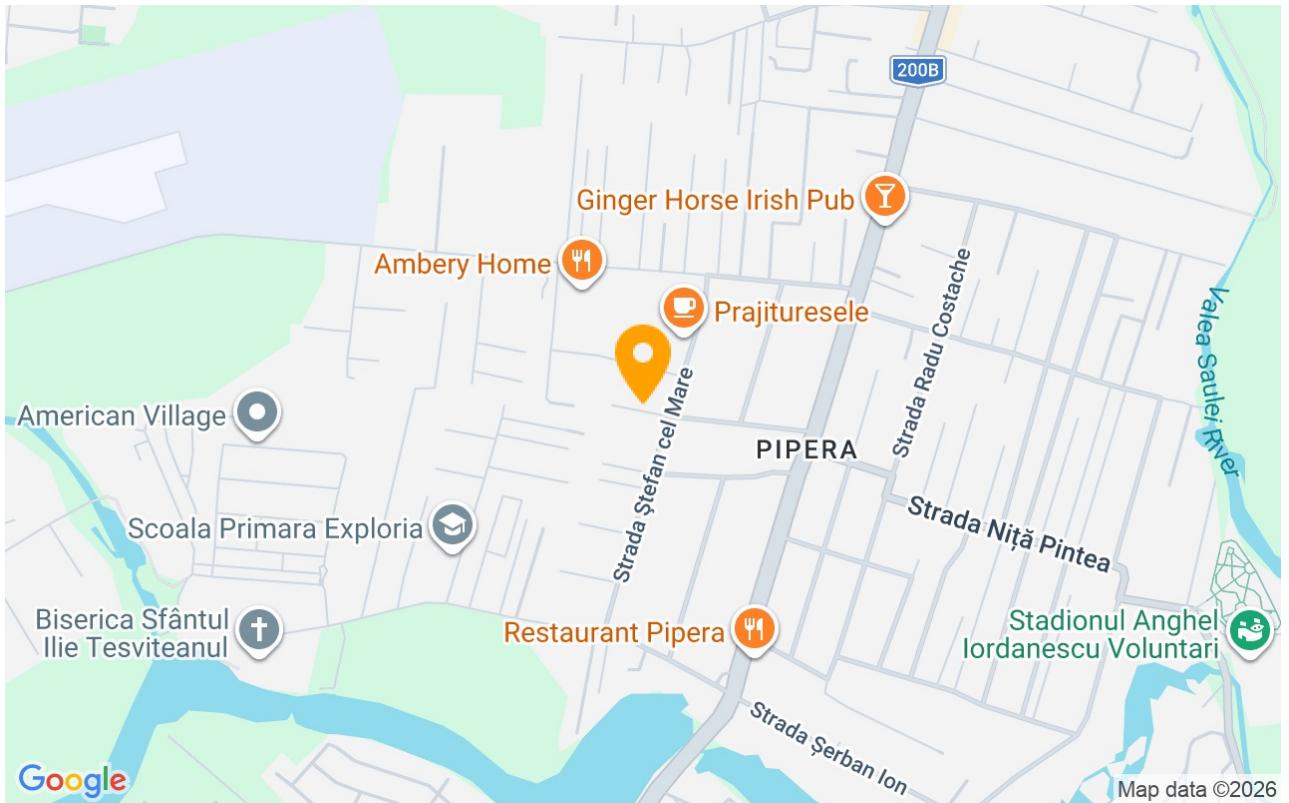 200B
Ginger Horse Irish Pub
Ambery Home
Prajituresele
Strada Radu Costache
Valea Saulei River
American Village
Strada Ștefan cel Mare
PIPERA
Scoala Primara Exploria
Strada Niță Pintea
Biserica Sfântul
Ilie Tesviteanul
Restaurant Pipera
Stadionul Anghel
Iordanescu Voluntari
Strada Șerban Ion
Google
Map data ©2026